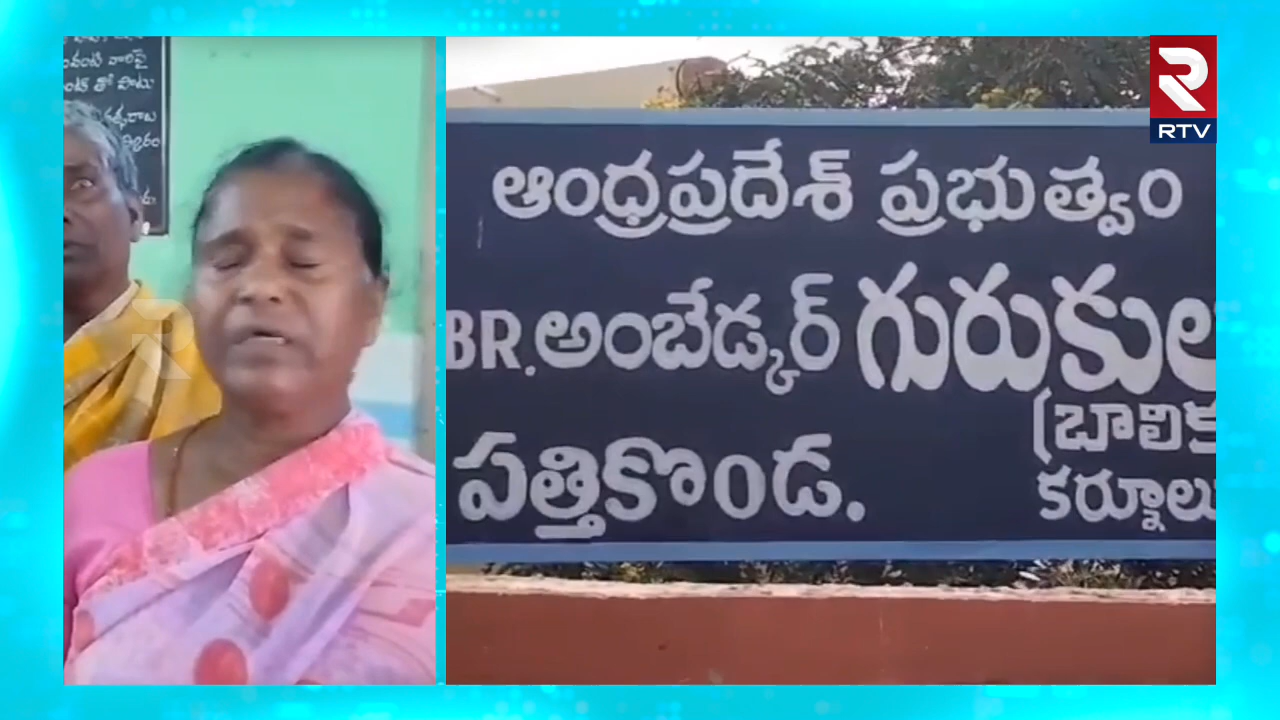 వంటి వారిపై
తో పాటు
RTV
ఆంధ్రప్రదేశ్ ప్రభుత్వం
BR.అంబేడ్కర్ గురుకుల
(బాలిక
పత్తికొండ.
కర్నూలు